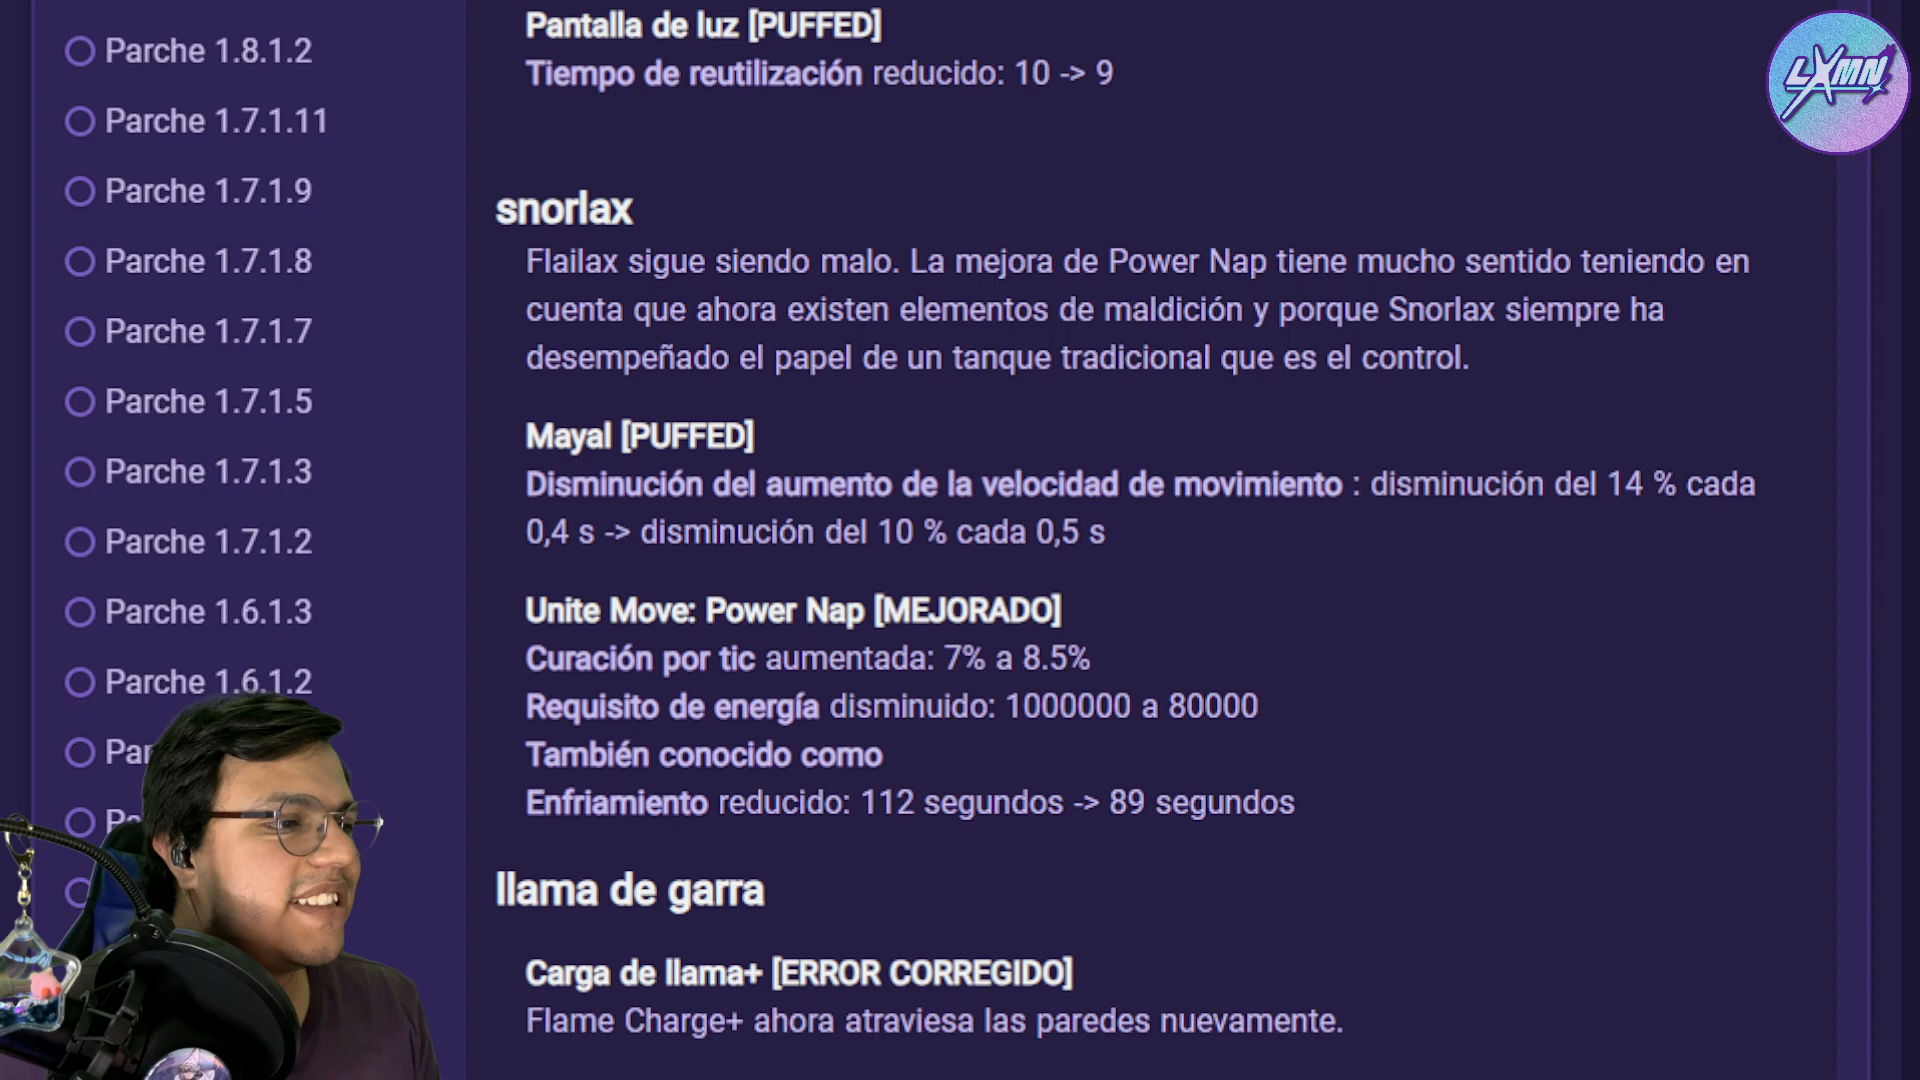 Parche 1.8.1.2
Parche 1.7.1.11
Parche 1.7.1.9
Parche 1.7.1.8
Parche 1.7.1.7
Parche 1.7.1.5
Parche 1.7.1.3
Parche 1.7.1.2
Parche 1.6.1.3
Parche 1.6.1.2
Par
Pa
Pantalla de luz [PUFFED]
Tiempo de reutilización reducido: 10 -> 9
snorlax
Flailax sigue siendo malo. La mejora de Power Nap tiene mucho sentido teniendo en
cuenta que ahora existen elementos de maldición y porque Snorlax siempre ha
desempeñado el papel de un tanque tradicional que es el control.
Mayal [PUFFED]
Disminución del aumento de la velocidad de movimiento : disminución del 14 % cada
0,4 s -> disminución del 10 % cada 0,5 s
Unite Move: Power Nap [MEJORADO]
Curación por tic aumentada: 7% a 8.5%
Requisito de energía disminuido: 1000000 a 80000
También conocido como
Enfriamiento reducido: 112 segundos -> 89 segundos
llama de garra
Carga de llama+ [ERROR CORREGIDO]
Flame Charge+ ahora atraviesa las paredes nuevamente.
LXMN